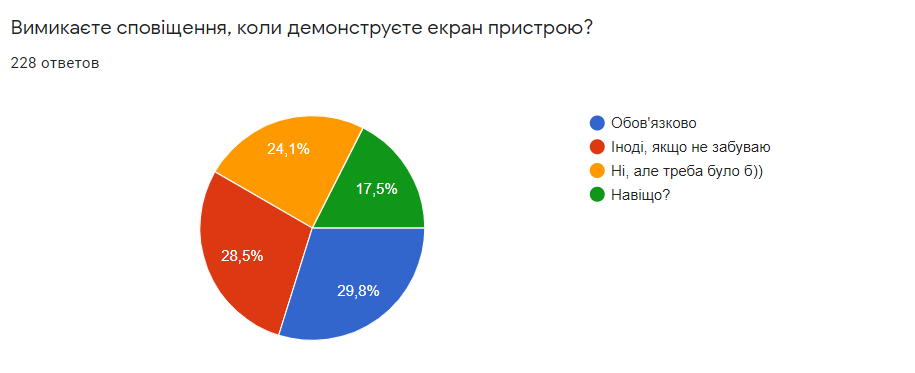 Вимикаєте сповіщення, коли демонструєте екран пристрою?
228 ответов
Обов'язково
Іноді, якщо не забуваю
Ні, але треба було б))
Навіщо?
24,1%
17,5%
28,5%
29,8%